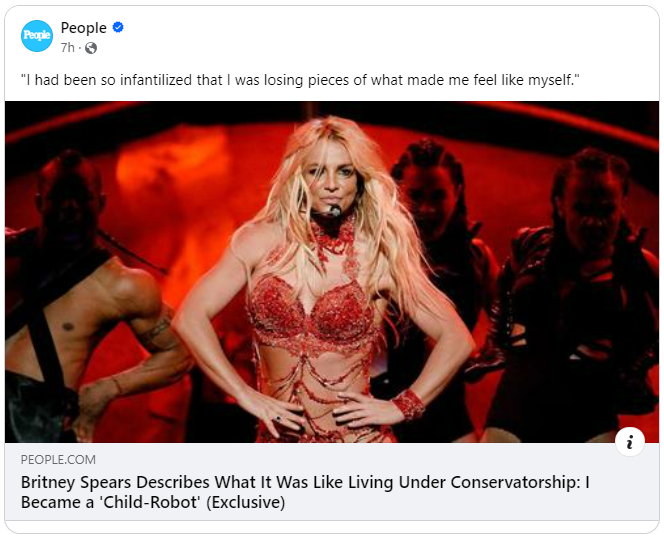 People
People
7h ·
"I had been so infantilized that I was losing pieces of what made me feel like myself."
i
PEOPLE.COM
Britney Spears Describes What It Was Like Living Under Conservatorship: I
Became a 'Child-Robot' (Exclusive)